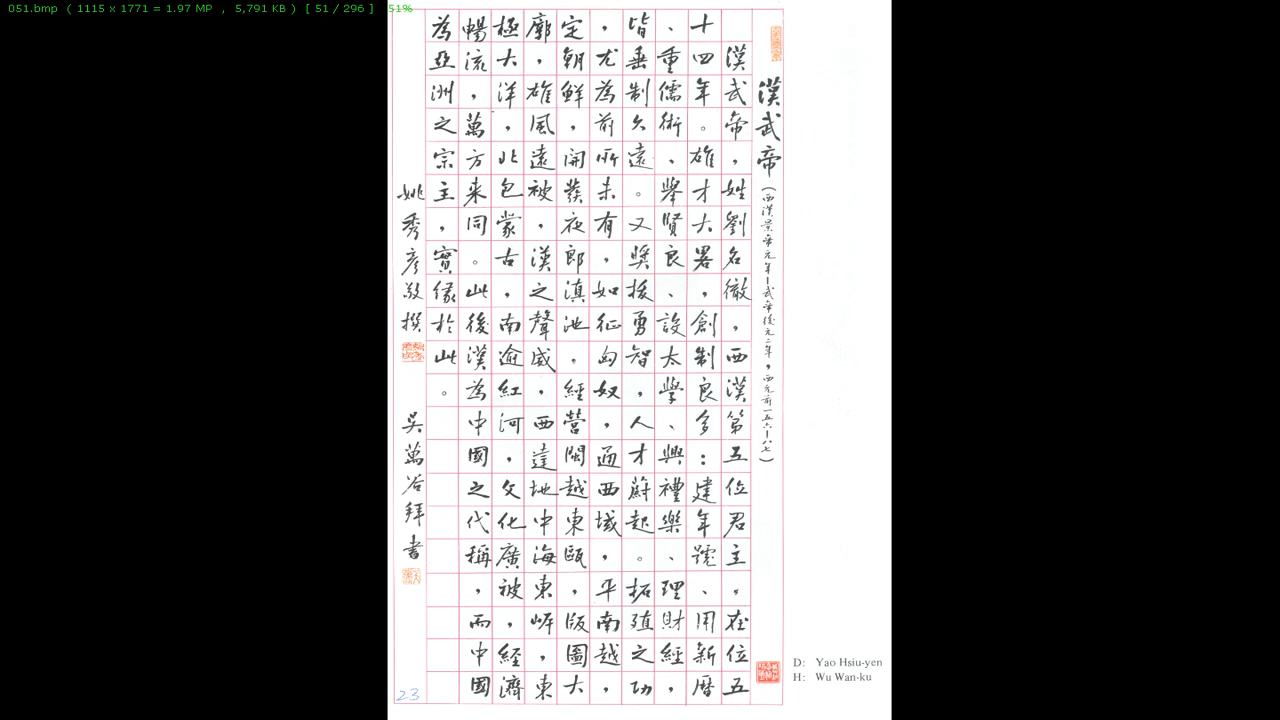 051.bmp ( 1115 x 1771 = 1.97 MP , 5,791 KB ) [ 51 / 296 ] 51%
漢武帝(西漢景帝元年—武帝後元二年,西元前一五六—八七)
漢武帝,姓劉名徹,西漢第五位君主。在位五
十四年。雄才大畧,創制良多:建年號、用新曆
、重儒術、舉賢良、設太學、興禮樂、理財經,
皆垂制久遠。又獎掖勇智,人才蔚起。拓殖之功
,尤為前所未有,如征匈奴,通西域,平南越,
定朝鮮,開發夜郎、滇池,經營閩越東甌,版圖大
廓,雄風遠被,漢之聲威,西達地中海東岸,東
極大洋,北包蒙古,南逾紅河,文化廣被,經濟
暢流,萬方來同。此後漢為中國之代稱,而中國
為亞洲之宗主,實緣於此。
姚秀彥敬撰 吳萬谷拜書
23
D: Yao Hsiu-yen
H: Wu Wan-ku